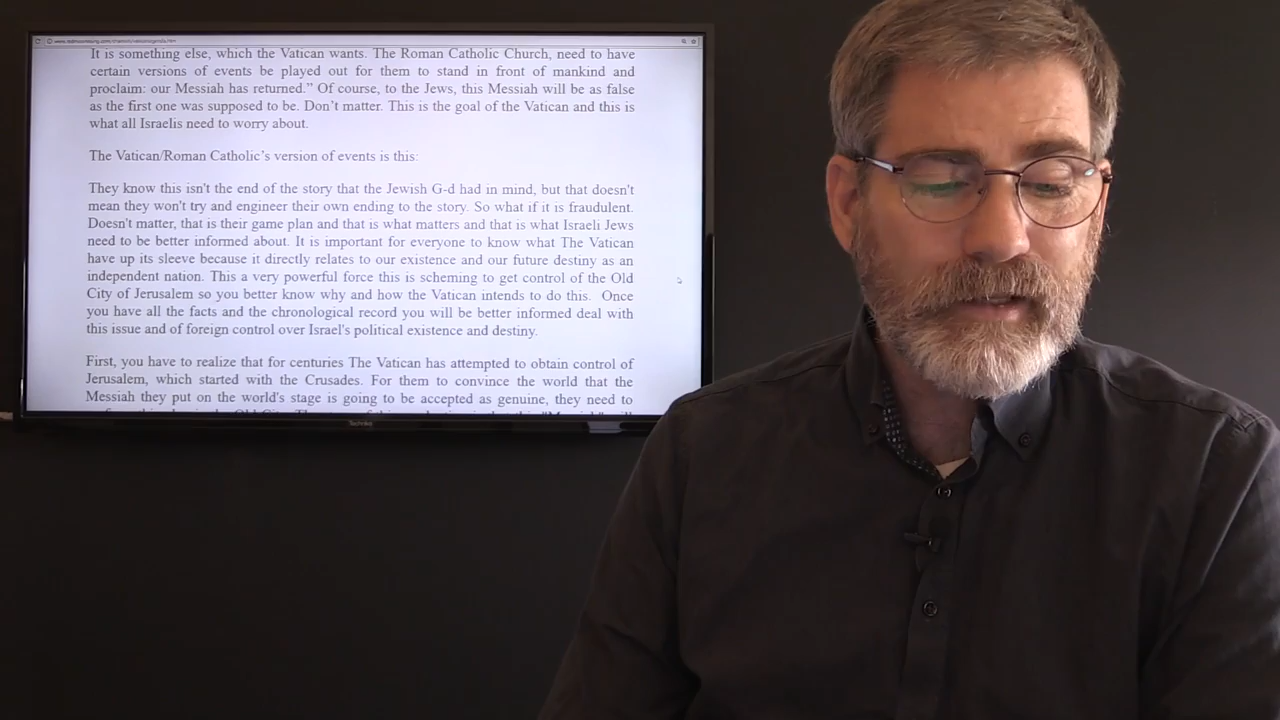 It is something else, which the Vatican wants. The Roman Catholic Church, need to have
certain versions of events be played out for them to stand in front of mankind and
proclaim: our Messiah has returned.” Of course, to the Jews, this Messiah will be as false
as the first one was supposed to be. Don’t matter. This is the goal of the Vatican and this is
what all Israelis need to worry about.
The Vatican/Roman Catholic’s version of events is this:
They know this isn't the end of the story that the Jewish G-d had in mind, but that doesn't
mean they won't try and engineer their own ending to the story. So what if it is fraudulent.
Doesn't matter, that is their game plan and that is what matters and that is what Israeli Jews
need to be better informed about. It is important for everyone to know what The Vatican
have up its sleeve because it directly relates to our existence and our future destiny as an
independent nation. This a very powerful force this is scheming to get control of the Old
City of Jerusalem so you better know why and how the Vatican intends to do this. Once
you have all the facts and the chronological record you will be better informed deal with
this issue and of foreign control over Israel's political existence and destiny.
First, you have to realize that for centuries The Vatican has attempted to obtain control of
Jerusalem, which started with the Crusades. For them to convince the world that the
Messiah they put on the world's stage is going to be accepted as genuine, they need to
Technika